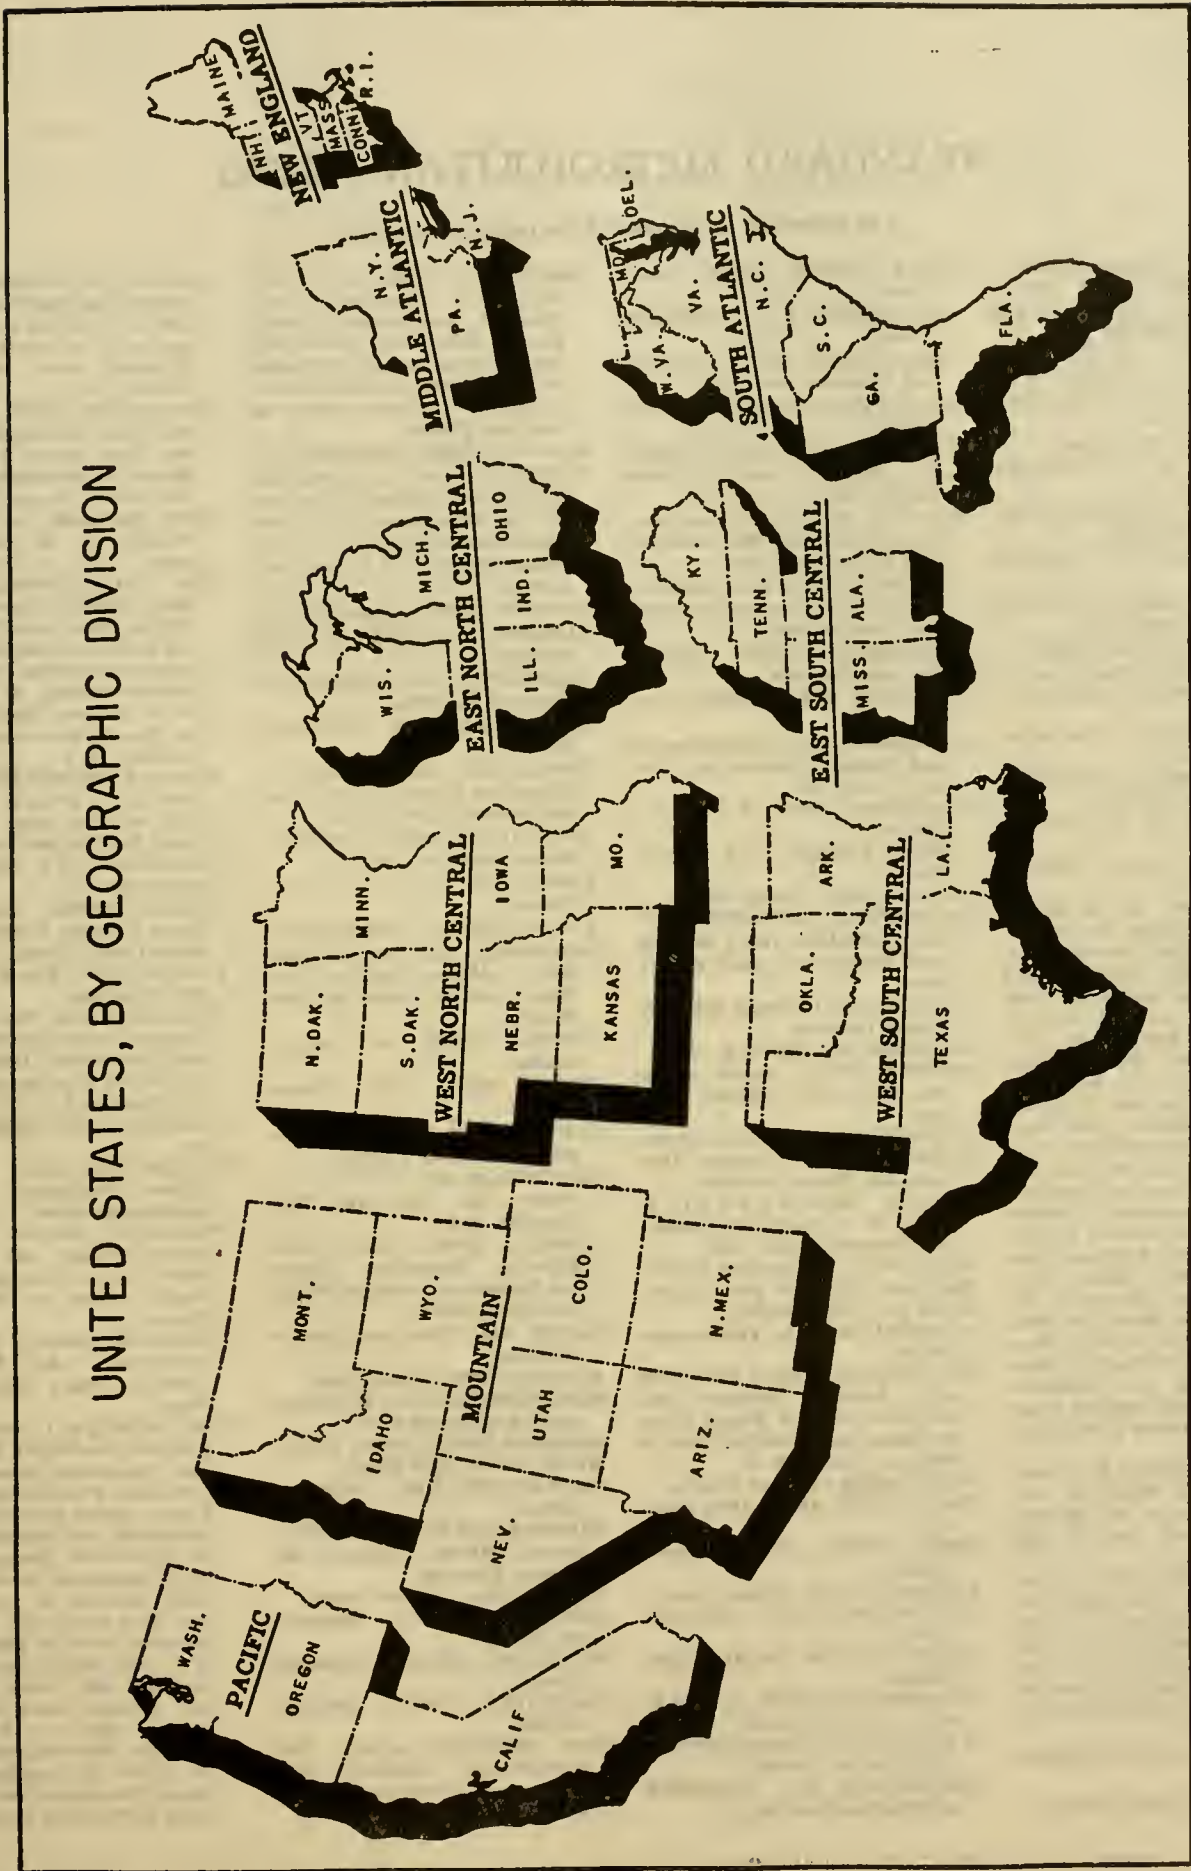 UNITED STATES, BY GEOGRAPHIC DIVISION
WASH.
PACIFIC
OREGON
CALIF
MONT.
IDAHO
WYO.
MOUNTAIN
NEV.
UTAH
COLO.
ARIZ.
N.MEX.
N.DAK.
MINN.
S.DAK.
WEST NORTH CENTRAL
NEBR.
IOWA
KANSAS
MO.
OKLA.
ARK.
WEST SOUTH CENTRAL
TEXAS
LA.
WIS.
MICH.
EAST NORTH CENTRAL
ILL.
IND.
OHIO
KY.
TENN.
EAST SOUTH CENTRAL
MISS.
ALA.
N.Y.
MIDDLE ATLANTIC
PA.
N.J.
MAINE
NH
NEW ENGLAND
VT
MASS
CONN
R.I.
MD.
DEL.
W.VA.
VA.
SOUTH ATLANTIC
N.C.
S.C.
GA.
FLA.